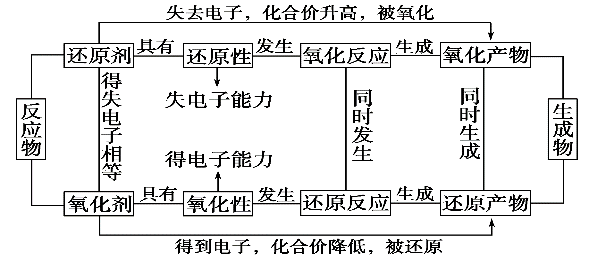 失去电子，化合价升高，被氧化
还原剂 具有 还原性 发生 氧化反应 生成 氧化产物
失电子能力
反应物
得失电子相等
同时发生
同时生成
生成物
得电子能力
氧化剂 具有 氧化性 发生 还原反应 生成 还原产物
得到电子，化合价降低，被还原